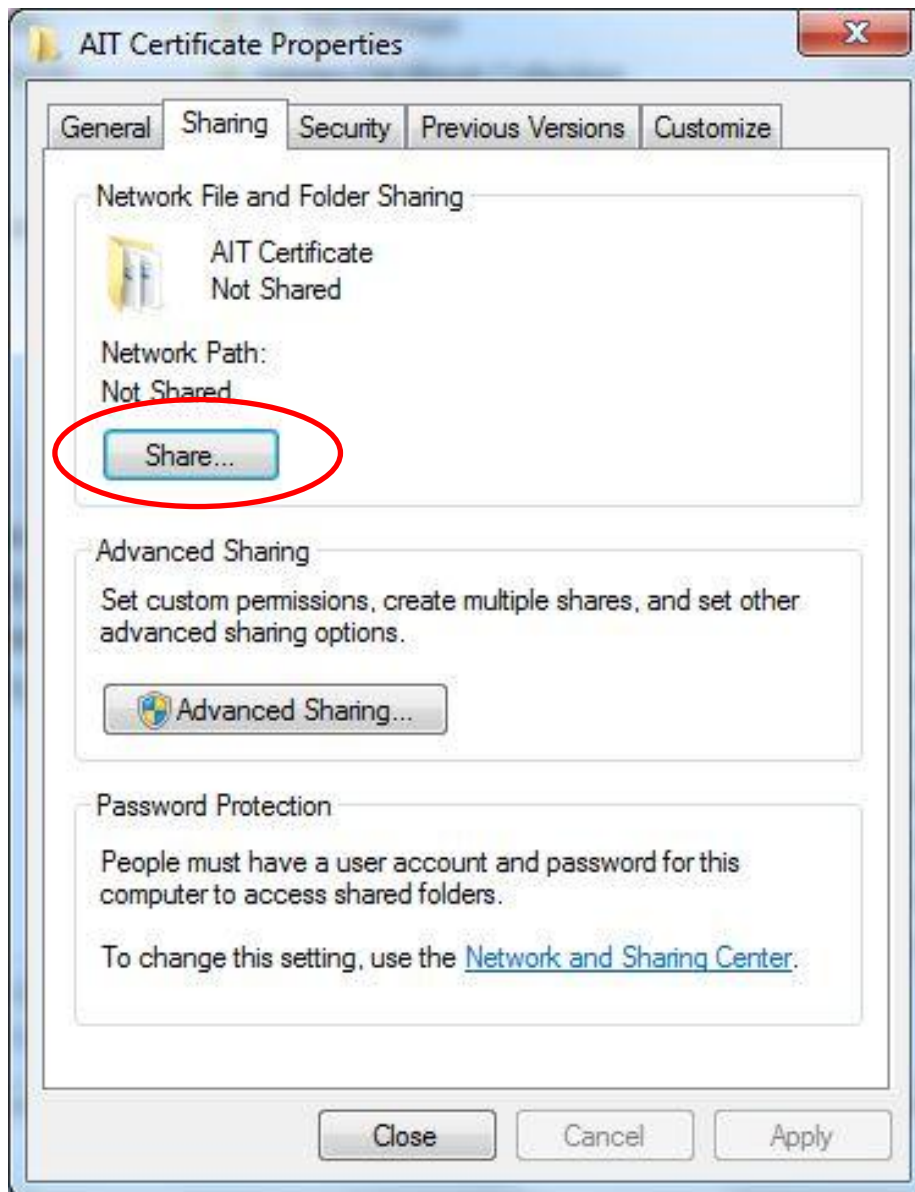 AIT Certificate Properties
General Sharing Security Previous Versions Customize
Network File and Folder Sharing
AIT Certificate
Not Shared
Network Path:
Not Shared
Share...
Advanced Sharing
Set custom permissions, create multiple shares, and set other
advanced sharing options.
Advanced Sharing...
Password Protection
People must have a user account and password for this
computer to access shared folders.
To change this setting, use the Network and Sharing Center.
Close Cancel Apply